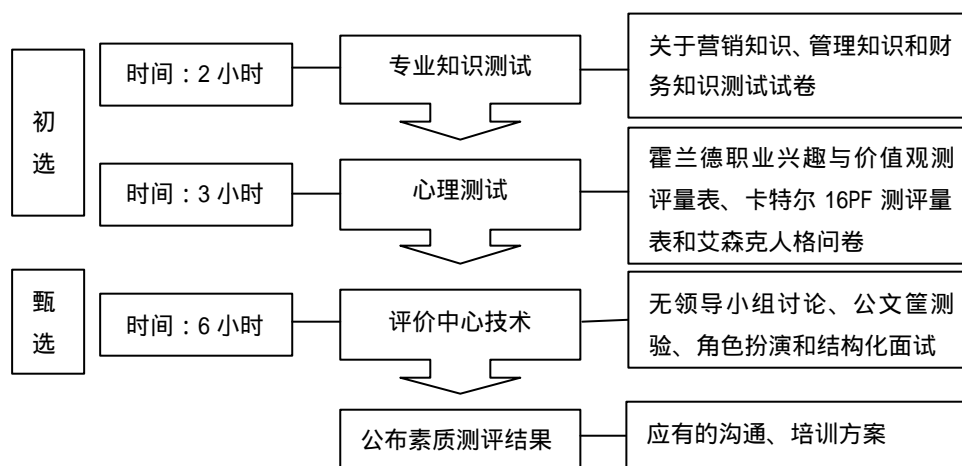 初
选
时间：2 小时
专业知识测试
关于营销知识、管理知识和财
务知识测试试卷
时间：3 小时
心理测试
霍兰德职业兴趣与价值观测
评量表、卡特尔 16PF 测评量
表和艾森克人格问卷
甄
选
时间：6 小时
评价中心技术
无领导小组讨论、公文筐测
验、角色扮演和结构化面试
公布素质测评结果
应有的沟通、培训方案